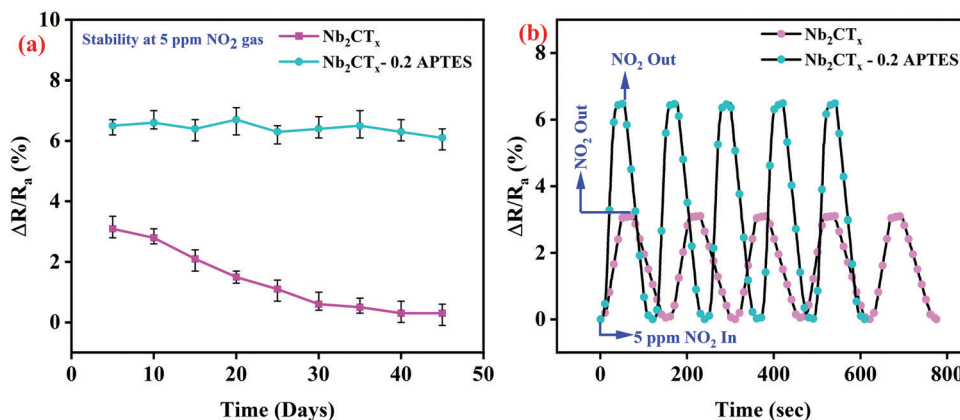 (a)
Stability at 5 ppm NO₂ gas
Nb₂CTₓ
Nb₂CTₓ- 0.2 APTES
ΔR/Rₐ (%)
10
8
6
4
2
0
0 10 20 30 40 50
Time (Days)
(b)
Nb₂CTₓ
Nb₂CTₓ - 0.2 APTES
NO₂ Out
NO₂ Out
5 ppm NO₂ In
ΔR/Rₐ (%)
8
6
4
2
0
0 200 400 600 800
Time (sec)